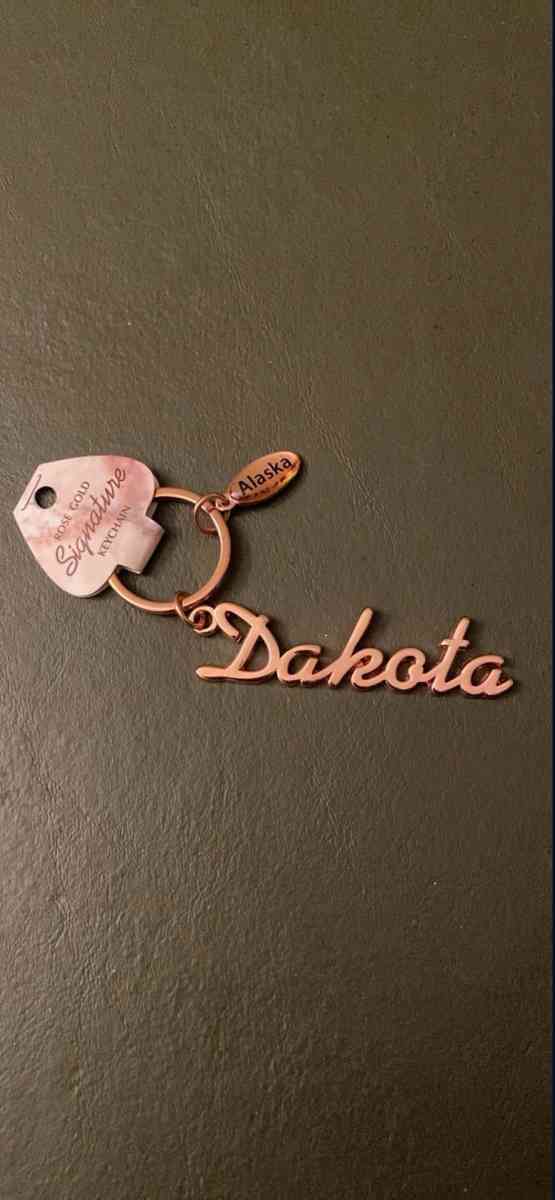 ROSE GOLD
Signature
KEYCHAIN
Alaska
Dakota